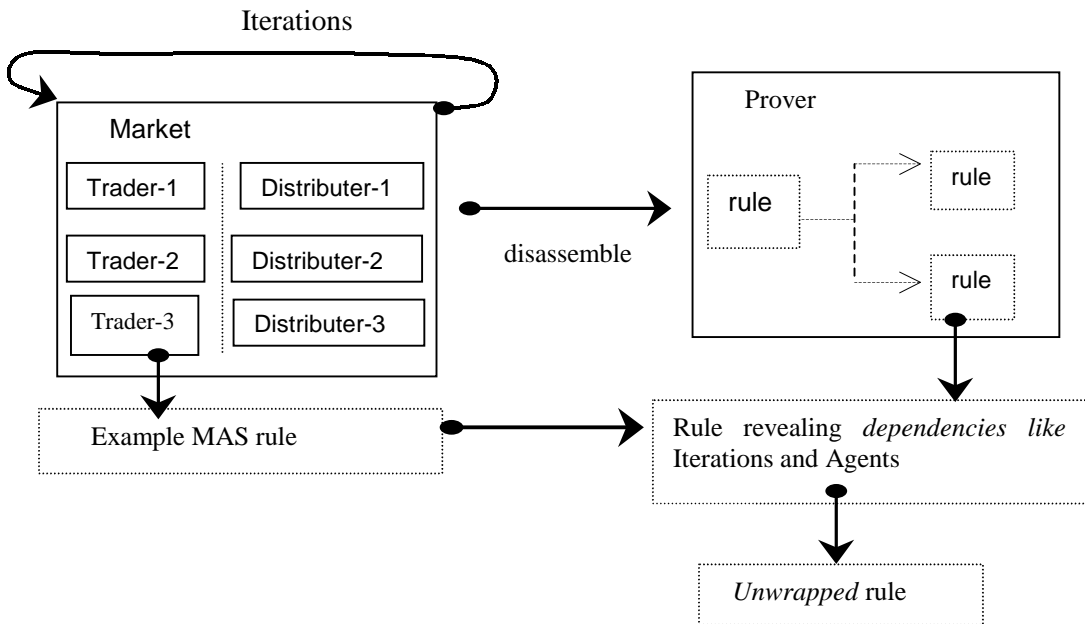 Iterations
Market
Trader-1
Distributer-1
Trader-2
Distributer-2
Trader-3
Distributer-3
disassemble
Prover
rule
rule
rule
Example MAS rule
Rule revealing dependencies like
Iterations and Agents
Unwrapped rule